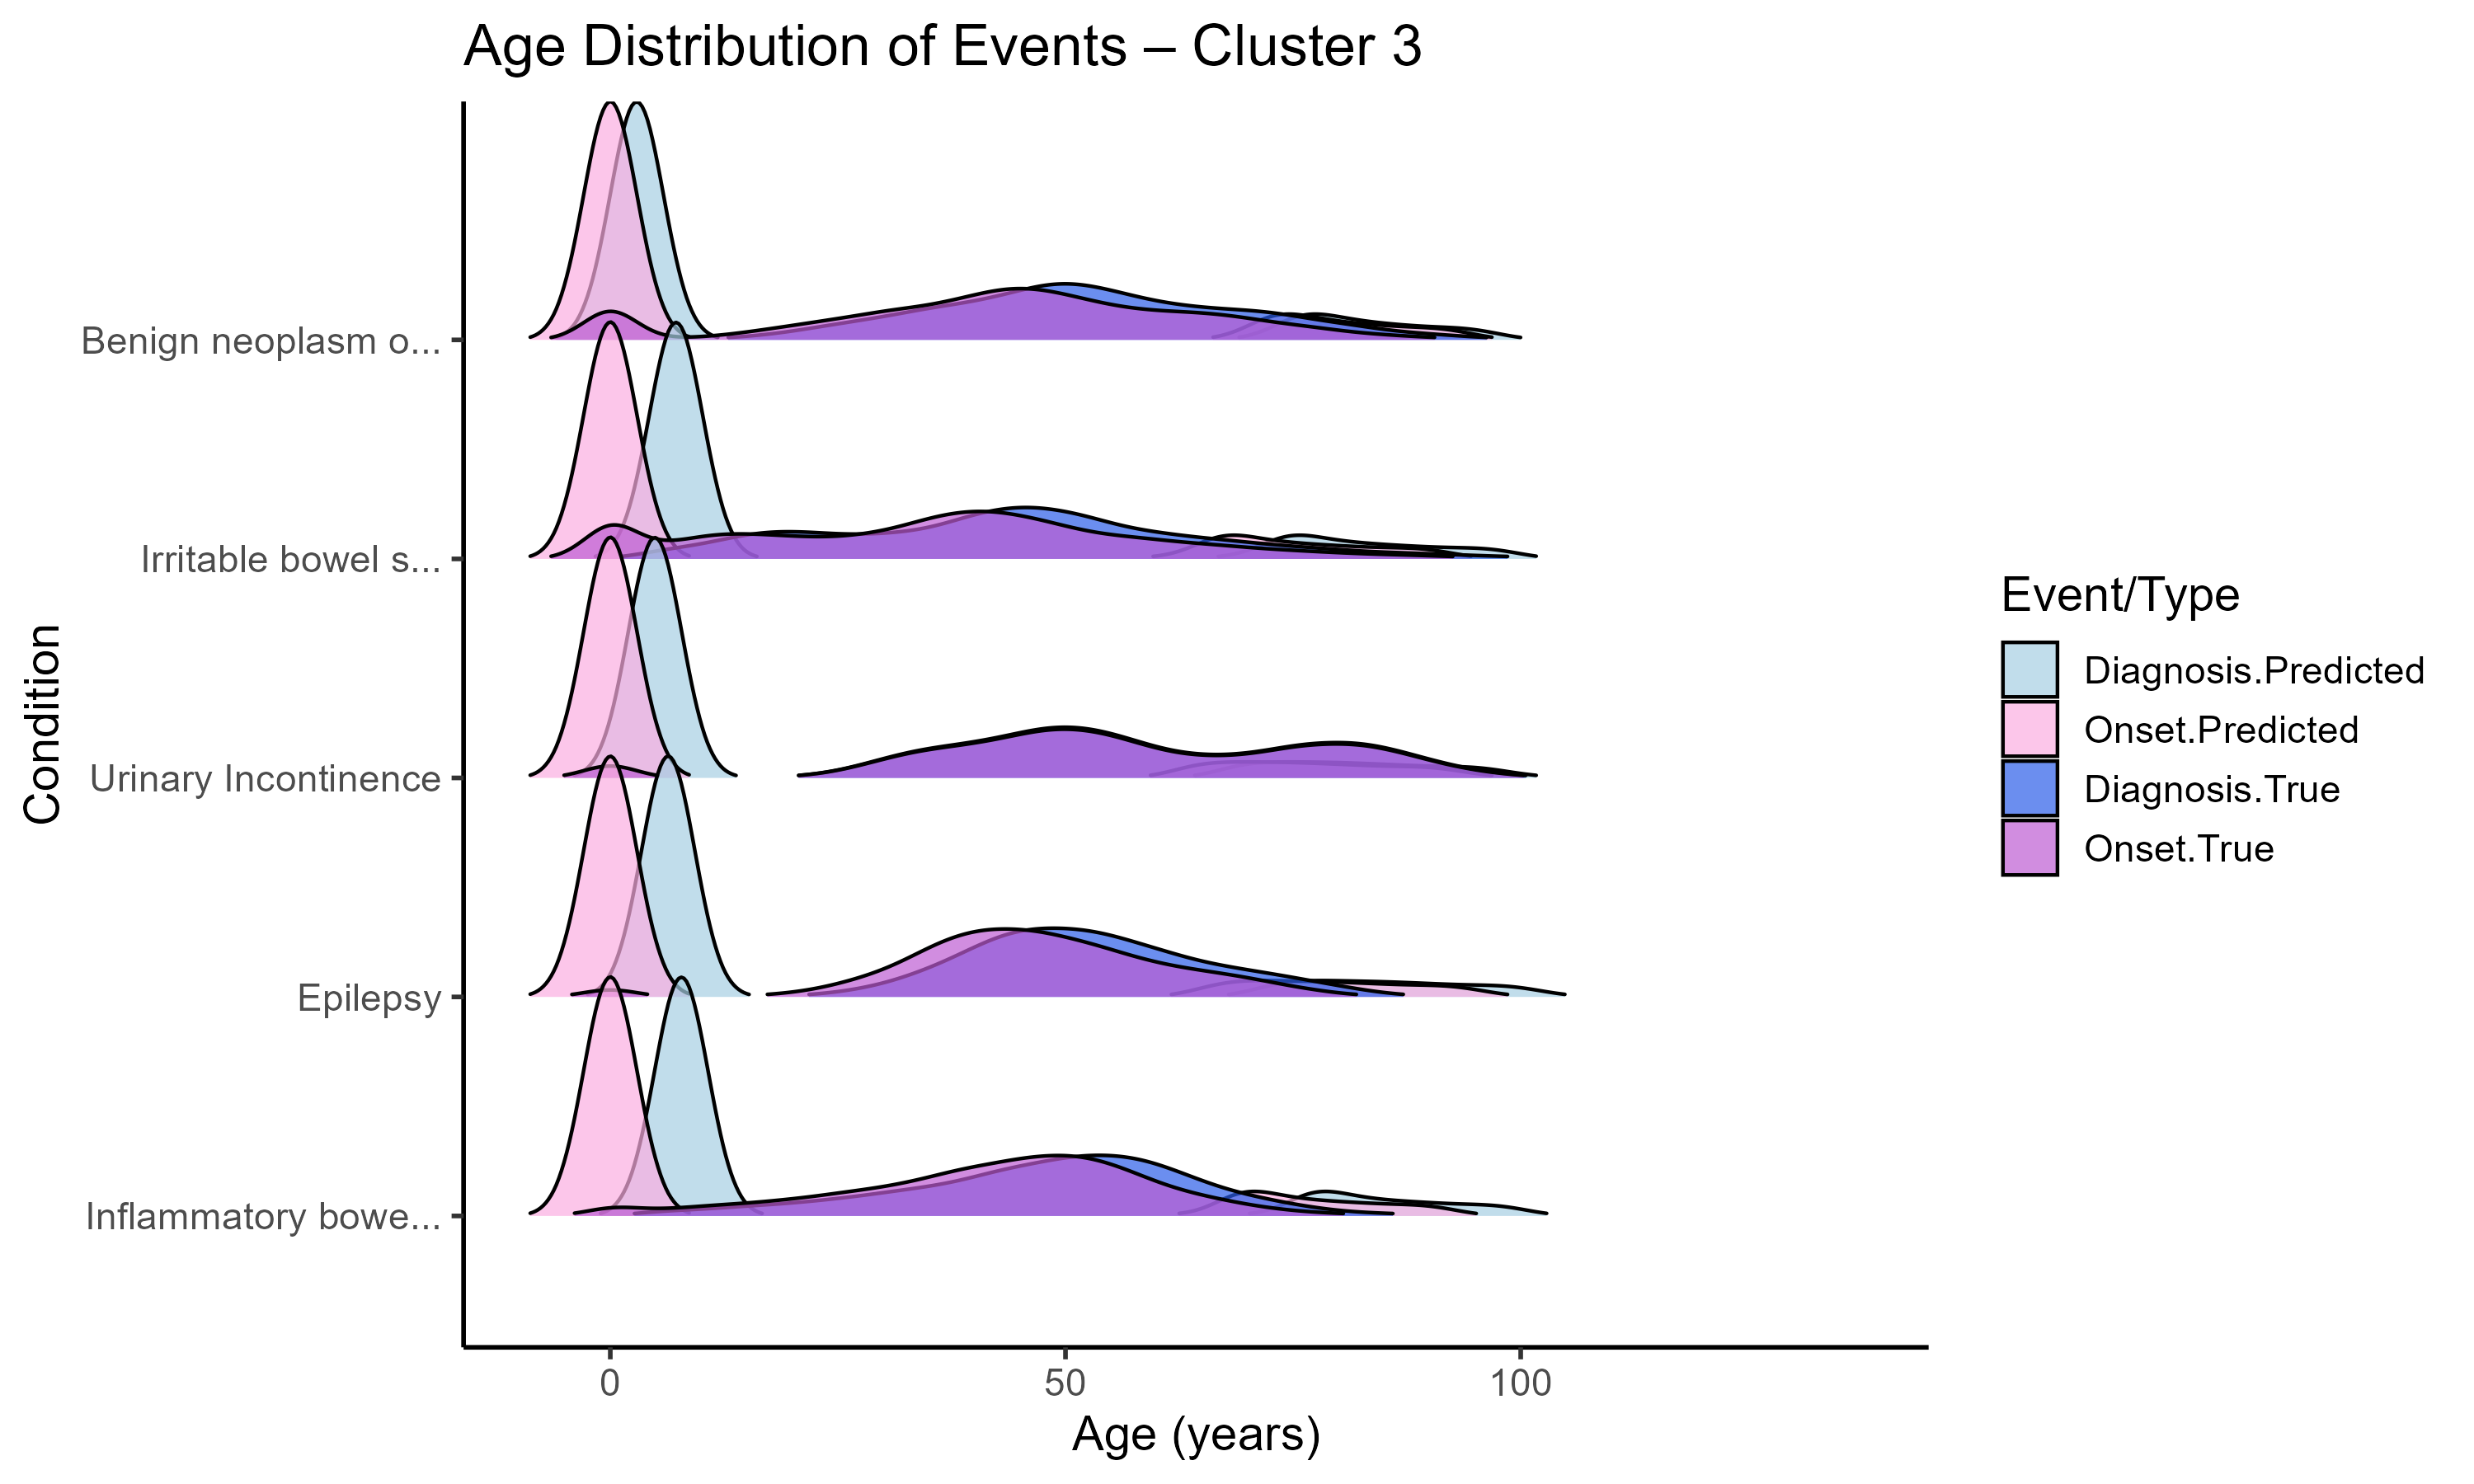 Age Distribution of Events – Cluster 3
Condition
Benign neoplasm o...
Irritable bowel s...
Urinary Incontinence
Epilepsy
Inflammatory bowe...
0 50 100
Age (years)
Event/Type
Diagnosis.Predicted
Onset.Predicted
Diagnosis.True
Onset.True